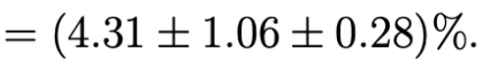 = (4.31 ± 1.06 ± 0.28)%.